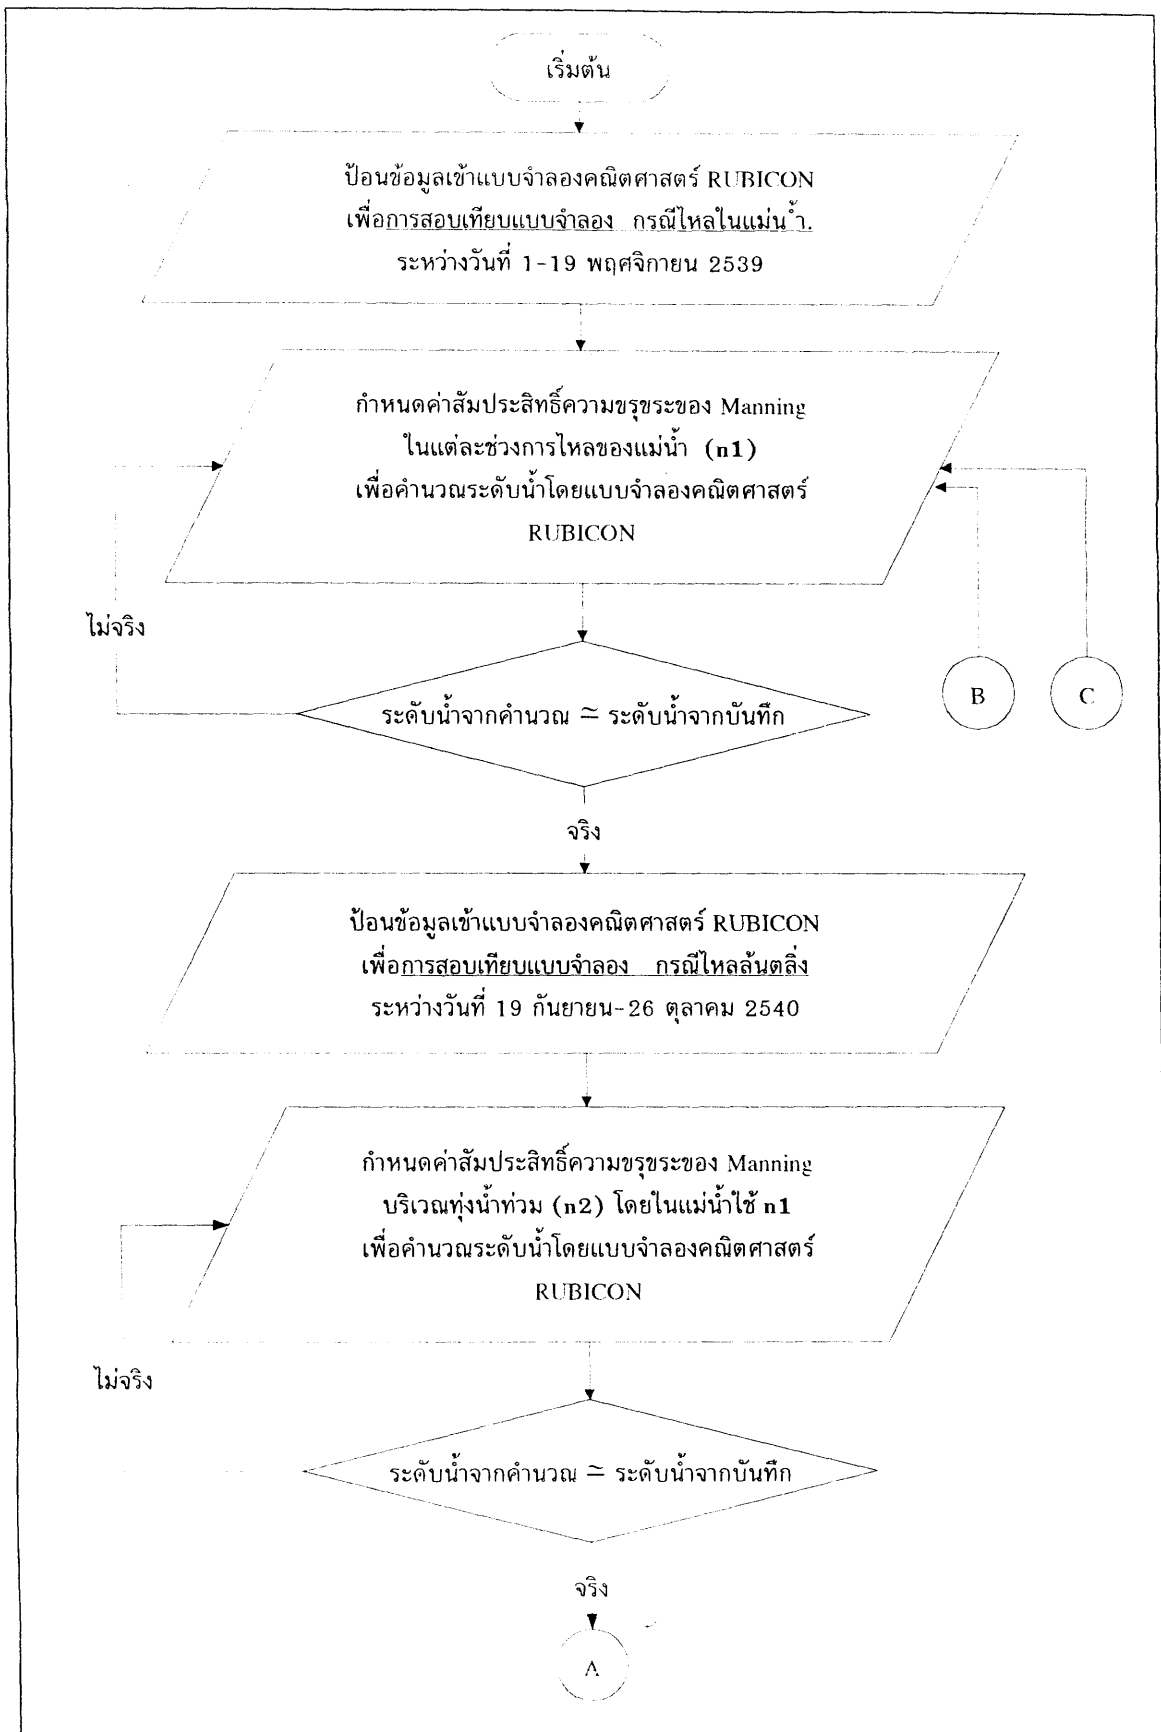 เริ่มต้น
ป้อนข้อมูลเข้าแบบจำลองคณิตศาสตร์ RUBICON
เพื่อการสอบเทียบแบบจำลอง กรณีไหลในแม่น้ำ.
ระหว่างวันที่ 1-19 พฤศจิกายน 2539
กำหนดค่าสัมประสิทธิ์ความขรุขระของ Manning
ในแต่ละช่วงการไหลของแม่น้ำ (n1)
เพื่อคำนวณระดับน้ำโดยแบบจำลองคณิตศาสตร์
RUBICON
ไม่จริง
ระดับน้ำจากคำนวณ ≃ ระดับน้ำจากบันทึก
B
C
จริง
ป้อนข้อมูลเข้าแบบจำลองคณิตศาสตร์ RUBICON
เพื่อการสอบเทียบแบบจำลอง กรณีไหลล้นตลิ่ง
ระหว่างวันที่ 19 กันยายน-26 ตุลาคม 2540
กำหนดค่าสัมประสิทธิ์ความขรุขระของ Manning
บริเวณทุ่งน้ำท่วม (n2) โดยในแม่น้ำใช้ n1
เพื่อคำนวณระดับน้ำโดยแบบจำลองคณิตศาสตร์
RUBICON
ไม่จริง
ระดับน้ำจากคำนวณ ≃ ระดับน้ำจากบันทึก
จริง
A